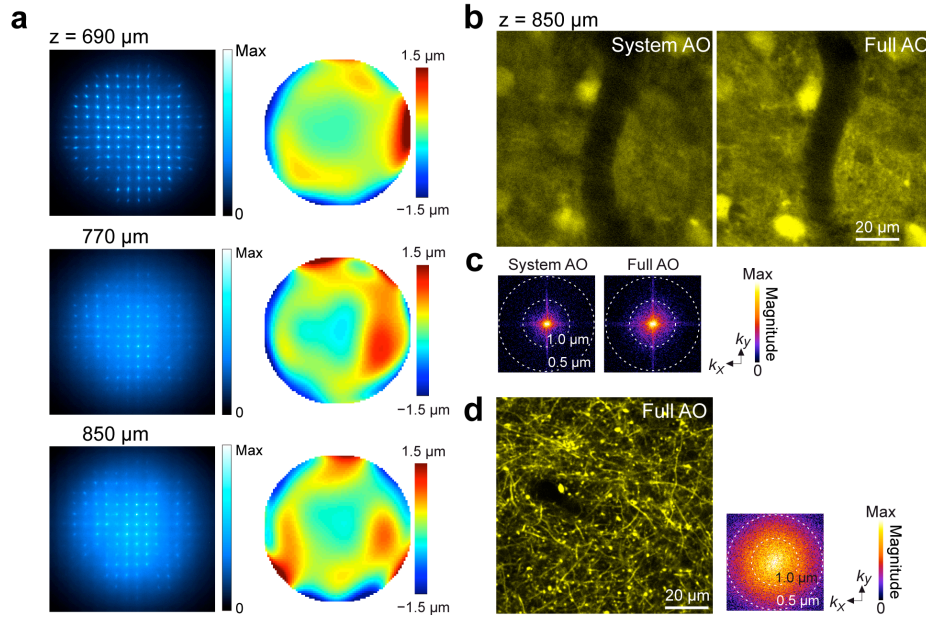 a
z = 690 µm
Max
0
1.5 µm
−1.5 µm
770 µm
Max
0
1.5 µm
−1.5 µm
850 µm
Max
0
1.5 µm
−1.5 µm
b
z = 850 µm
System AO
Full AO
20 µm
c
System AO
Full AO
1.0 µm
0.5 µm
kX
ky
Max
Magnitude
0
d
Full AO
20 µm
1.0 µm
0.5 µm
kX
ky
Max
Magnitude
0